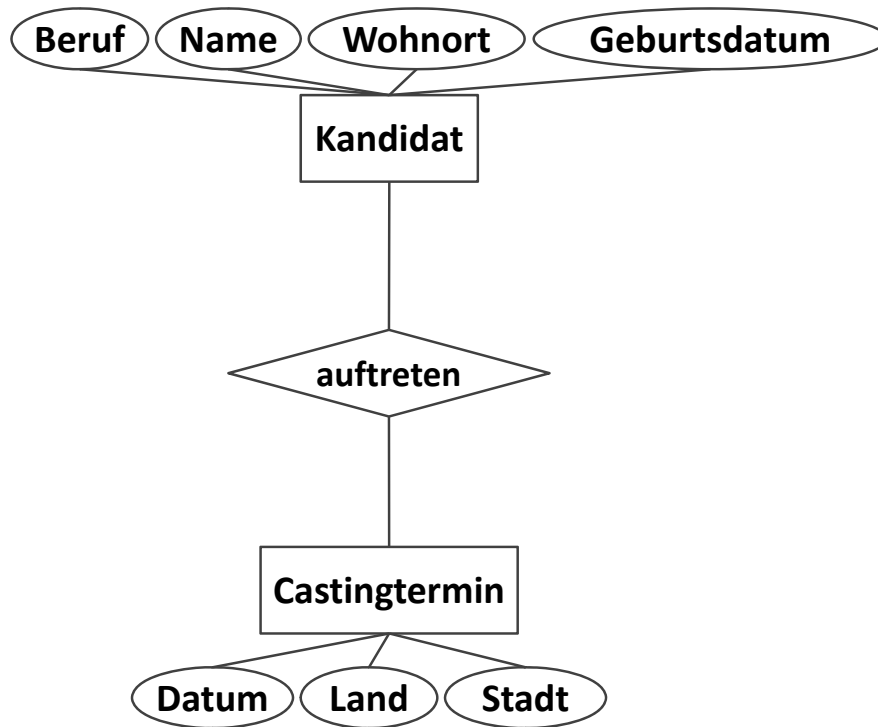 Beruf Name Wohnort Geburtsdatum
Kandidat
auftreten
Castingtermin
Datum Land Stadt